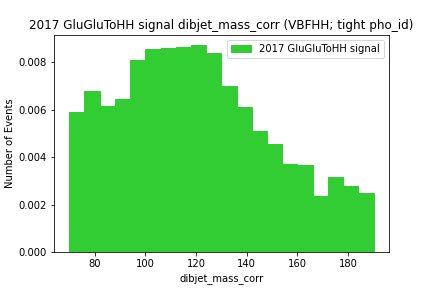 2017 GluGluToHH signal dibjet_mass_corr (VBFHH; tight pho_id)
2017 GluGluToHH signal
0.008
0.006
0.004
0.002
0.000
Number of Events
80 100 120 140 160 180
dibjet_mass_corr